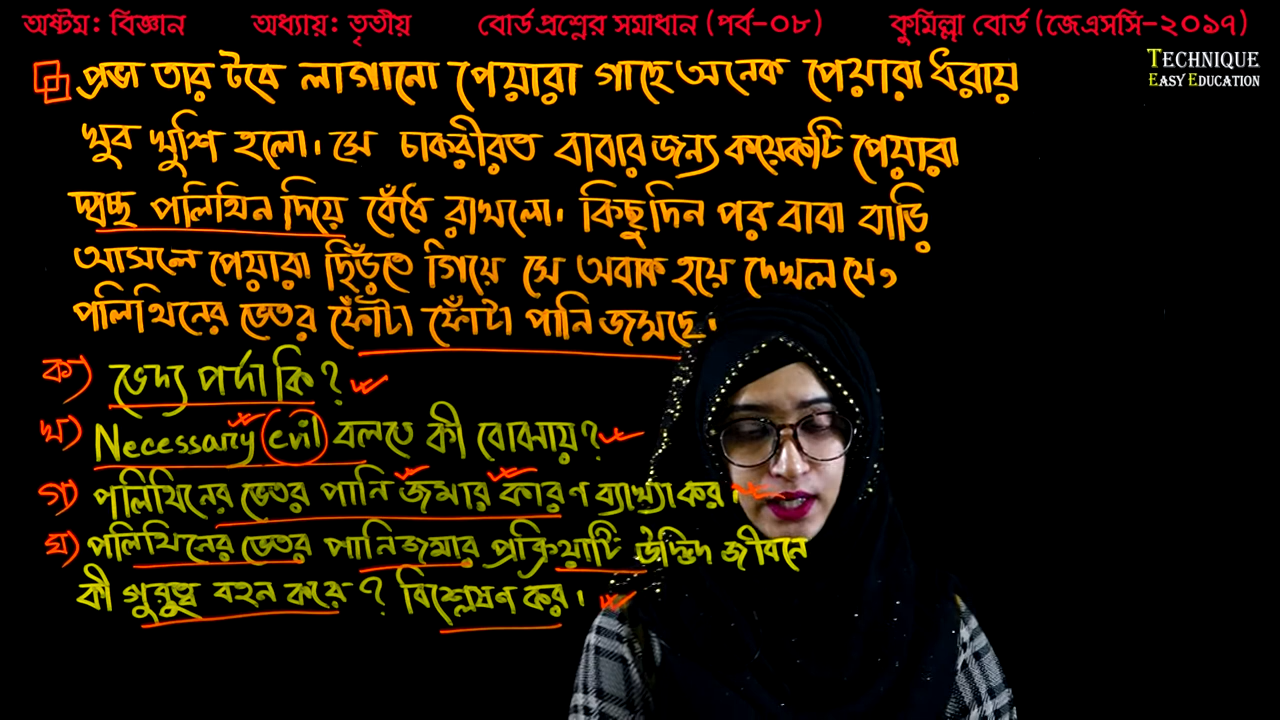 অষ্টম: বিজ্ঞান অধ্যায়: তৃতীয় বোর্ড প্রশ্নের সমাধান (পর্ব-০৮) কুমিল্লা বোর্ড (জেএসসি-২০১৭)
TECHNIQUE
EASY EDUCATION
প্রভা তার টবে লাগানো পেয়ারা গাছে অনেক পেয়ারা ধরায়
খুব খুশি হলো। সে চাকরীরত বাবার জন্য কয়েকটি পেয়ারা
স্বচ্ছ পলিথিন দিয়ে বেঁধে রাখলো। কিছুদিন পর বাবা বাড়ি
আসলে পেয়ারা ছিঁড়তে গিয়ে সে অবাক হয়ে দেখল যে,
পলিথিনের ভেতর ফোঁটা ফোঁটা পানি জমছে।
ক) ভেদ্য পর্দা কি?
খ) Necessary evil বলতে কী বোঝায়?
গ) পলিথিনের ভেতর পানি জমার কারণ ব্যাখ্যা কর।
ঘ) পলিথিনের ভেতর পানি জমার প্রক্রিয়াটি উদ্ভিদ জীবনে
কী গুরুত্ব বহন করে? বিশ্লেষণ কর।